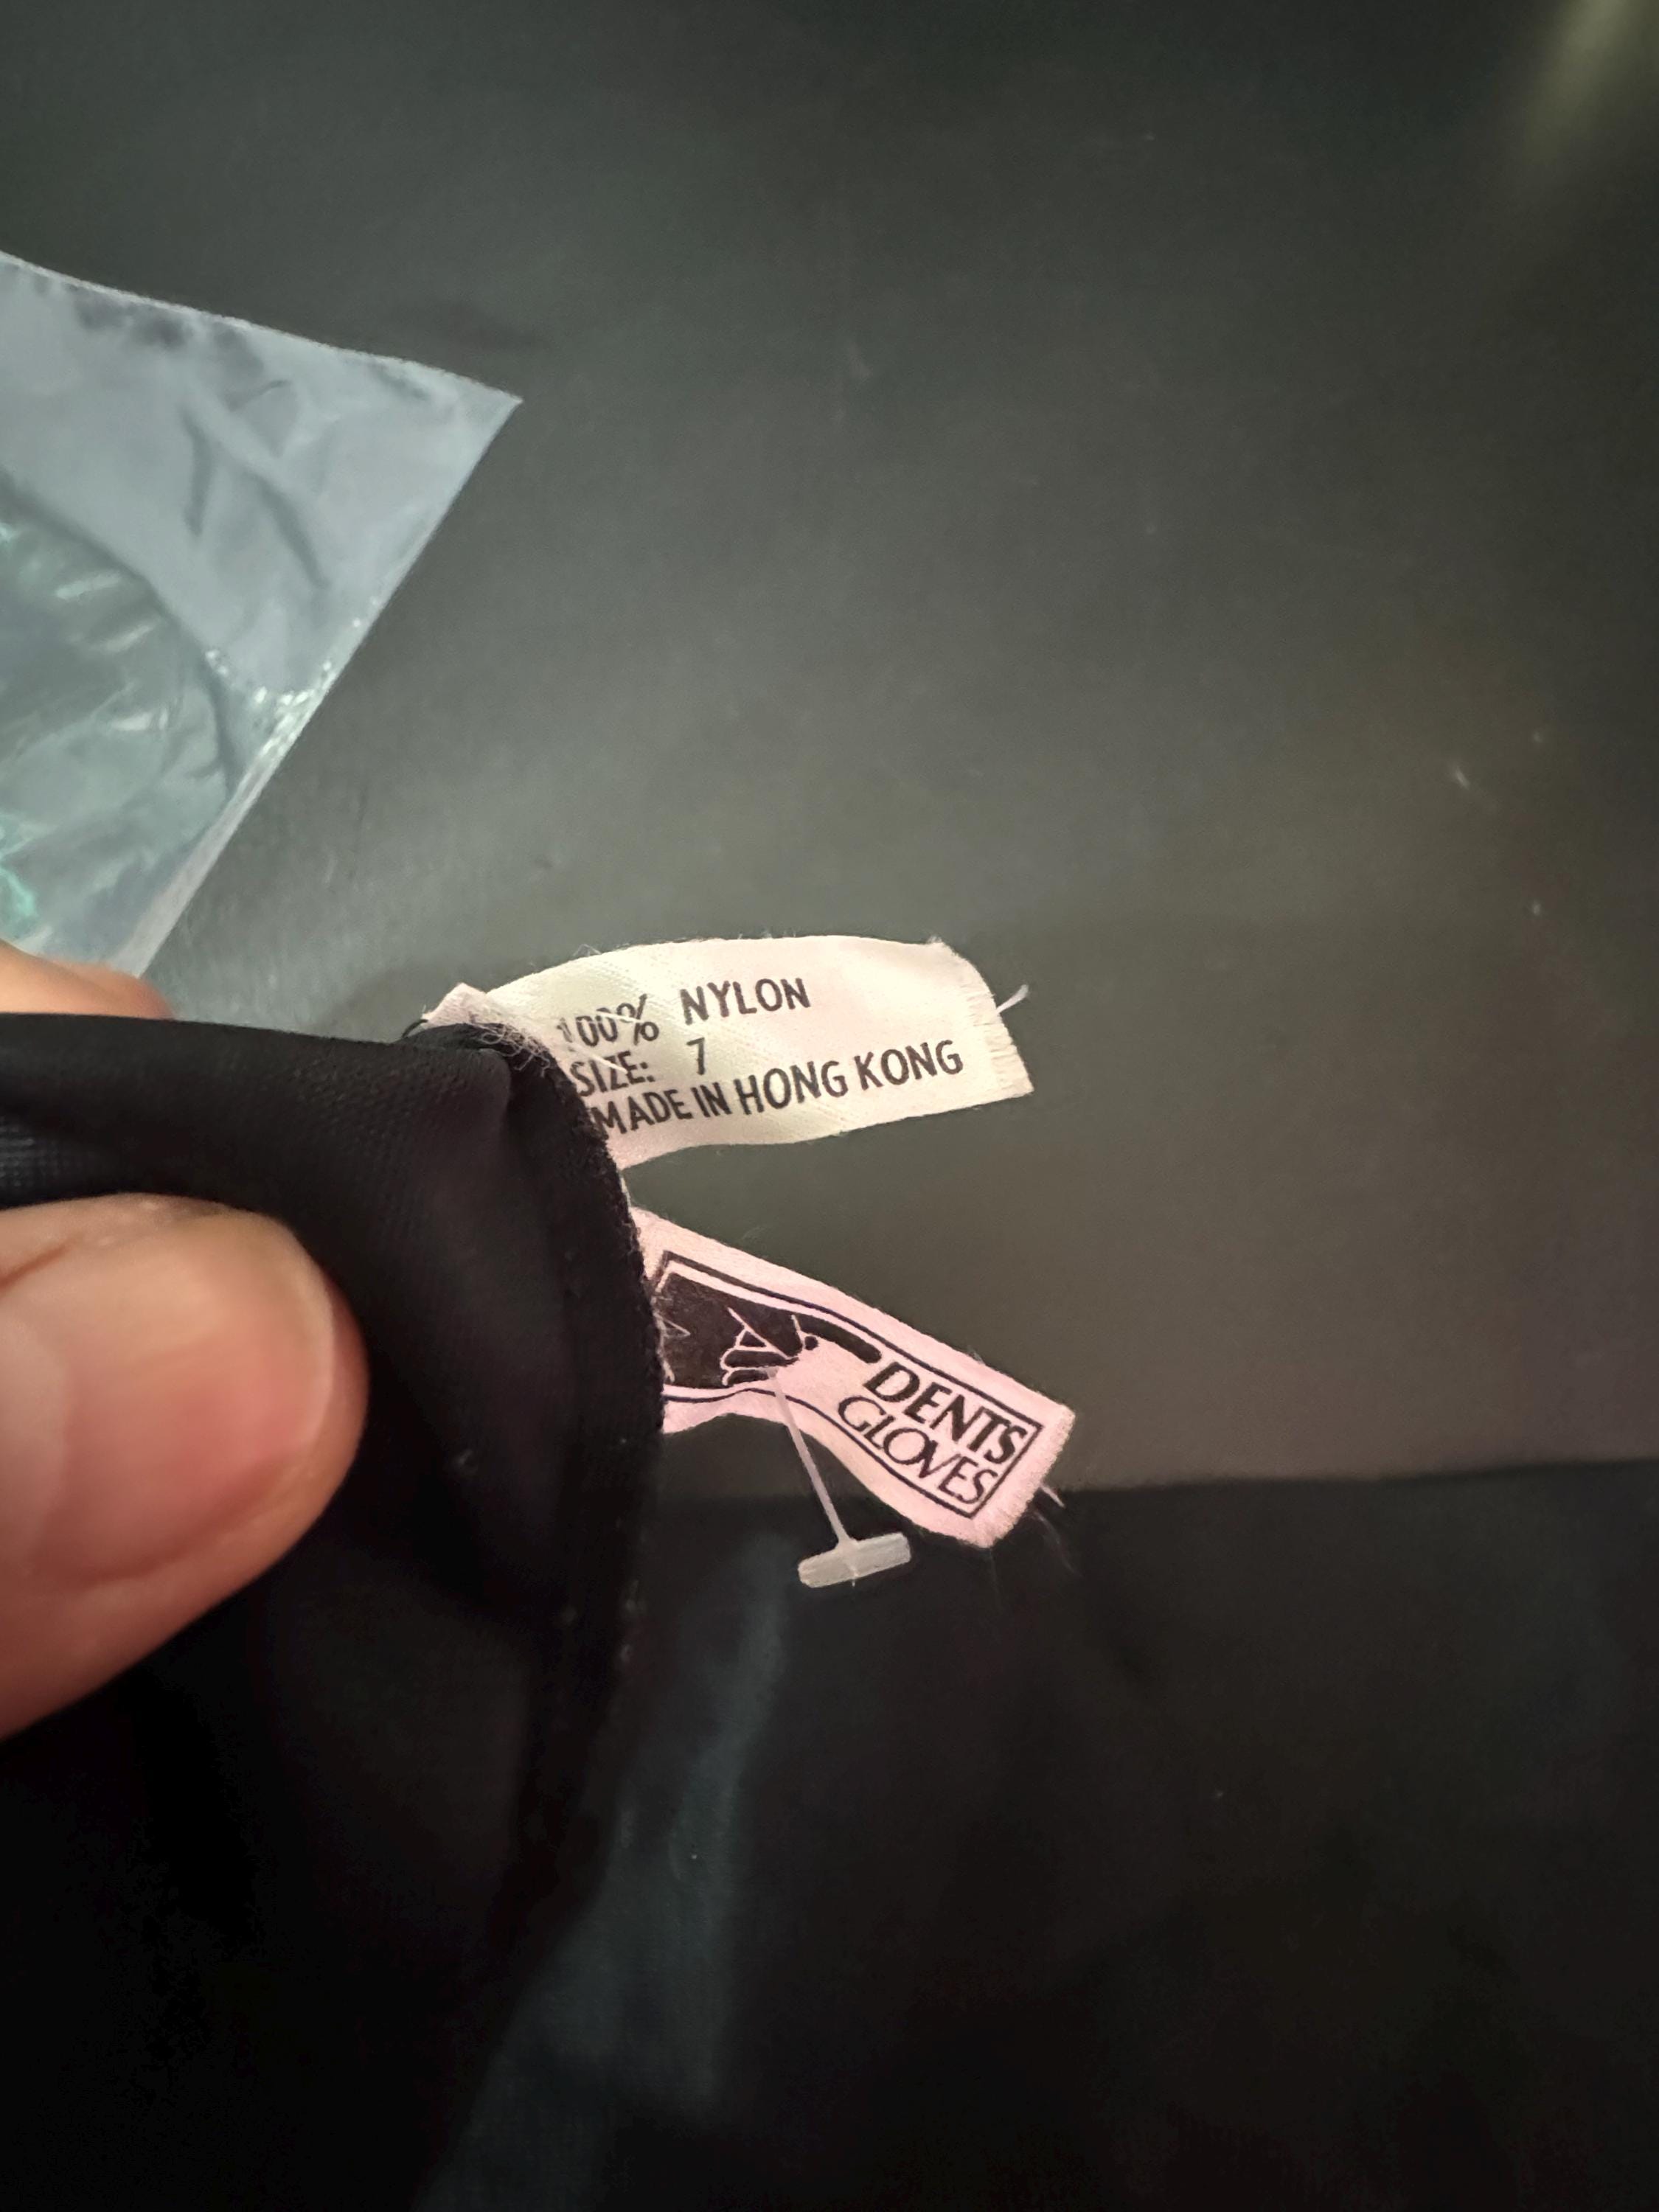 100% NYLON
SIZE: 7
MADE IN HONG KONG
DENTS
GLOVES